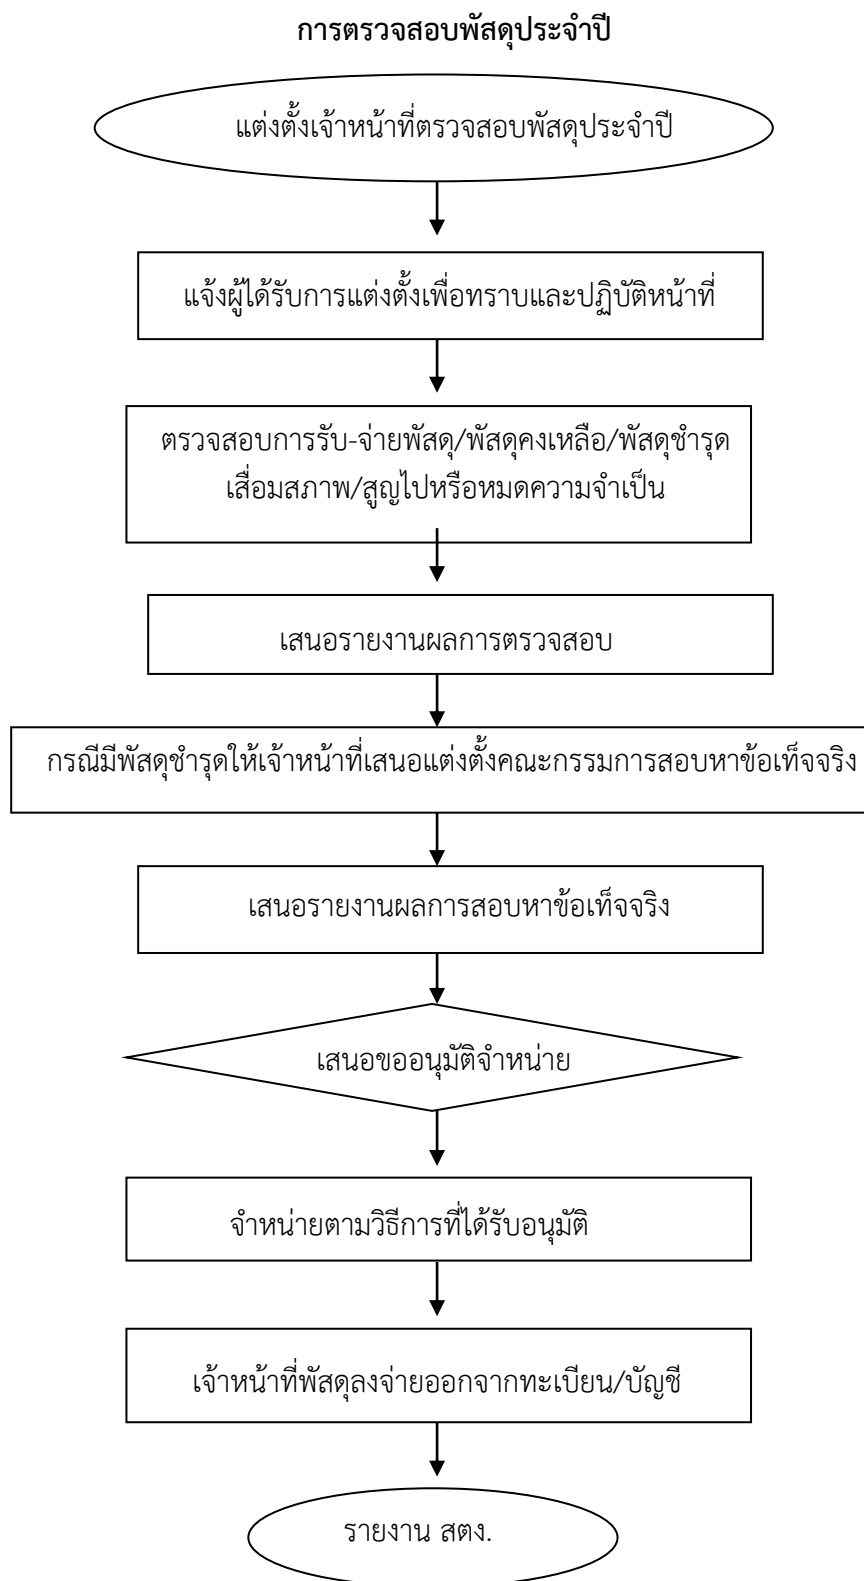 การตรวจสอบพัสดุประจำปี
แต่งตั้งเจ้าหน้าที่ตรวจสอบพัสดุประจำปี
แจ้งผู้ได้รับการแต่งตั้งเพื่อทราบและปฏิบัติหน้าที่
ตรวจสอบการรับ-จ่ายพัสดุ/พัสดุคงเหลือ/พัสดุชำรุด
เสื่อมสภาพ/สูญไปหรือหมดความจำเป็น
เสนอรายงานผลการตรวจสอบ
กรณีมีพัสดุชำรุดให้เจ้าหน้าที่เสนอแต่งตั้งคณะกรรมการสอบหาข้อเท็จจริง
เสนอรายงานผลการสอบหาข้อเท็จจริง
เสนอขออนุมัติจำหน่าย
จำหน่ายตามวิธีการที่ได้รับอนุมัติ
เจ้าหน้าที่พัสดุลงจ่ายออกจากทะเบียน/บัญชี
รายงาน สตง.